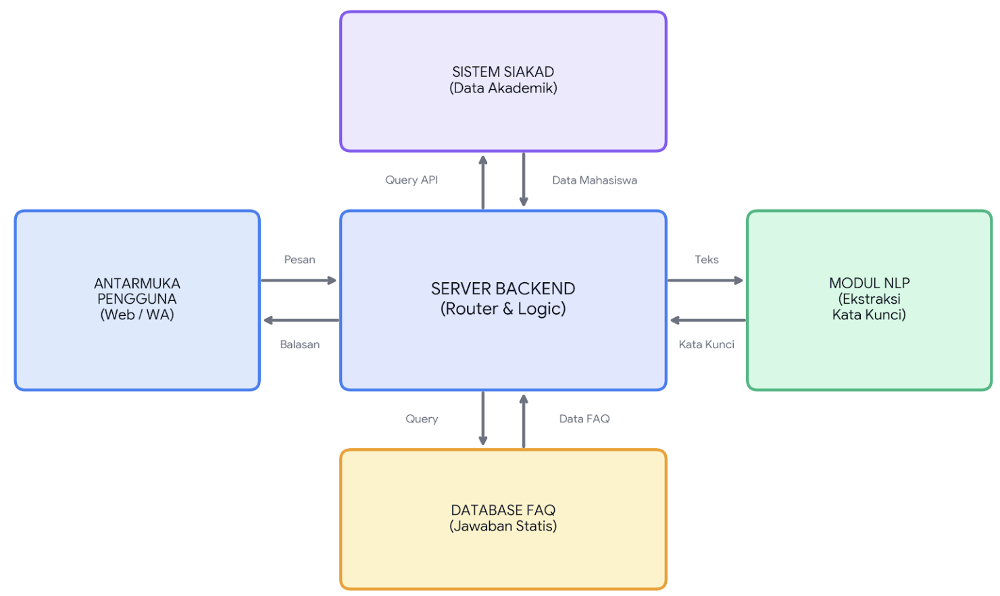 SISTEM SIAKAD
(Data Akademik)
Query API
Data Mahasiswa
ANTARMUKA
PENGGUNA
(Web / WA)
Pesan
Balasan
SERVER BACKEND
(Router & Logic)
Teks
Kata Kunci
MODUL NLP
(Ekstraksi
Kata Kunci)
Query
Data FAQ
DATABASE FAQ
(Jawaban Statis)